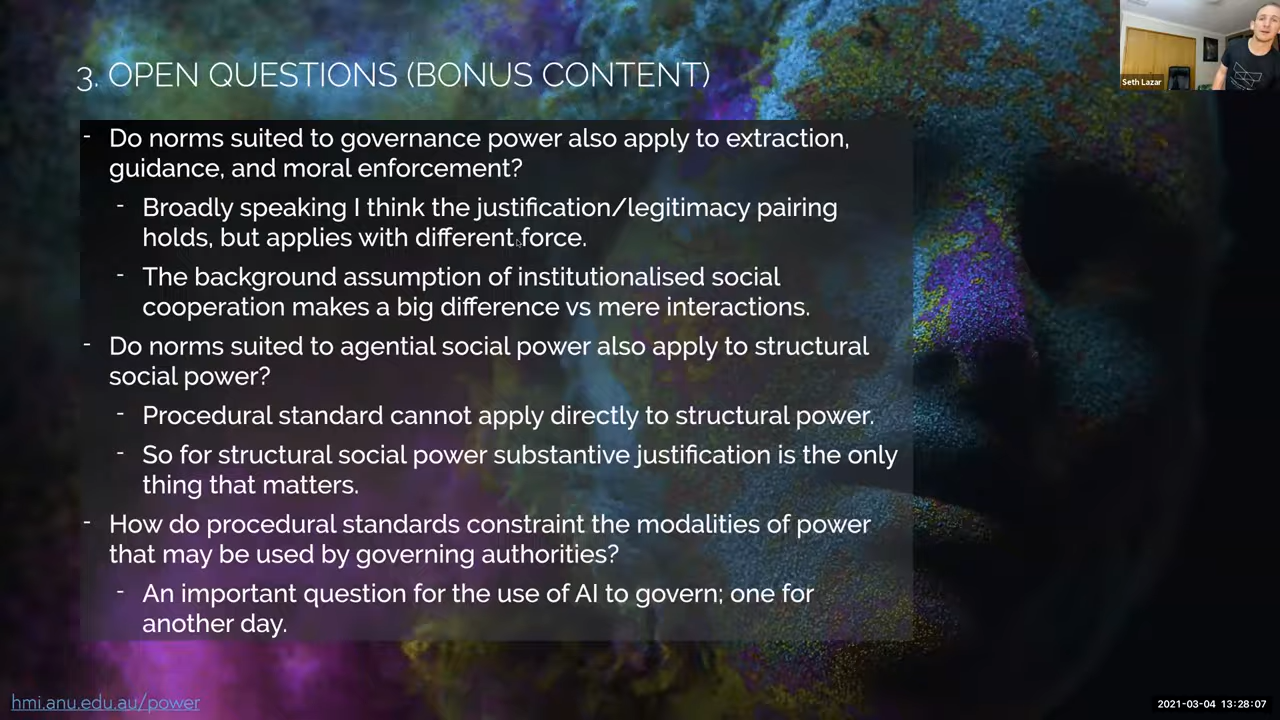 3. OPEN QUESTIONS (BONUS CONTENT)
- Do norms suited to governance power also apply to extraction,
guidance, and moral enforcement?
- Broadly speaking I think the justification/legitimacy pairing
holds, but applies with different force.
- The background assumption of institutionalised social
cooperation makes a big difference vs mere interactions.
- Do norms suited to agential social power also apply to structural
social power?
- Procedural standard cannot apply directly to structural power.
- So for structural social power substantive justification is the only
thing that matters.
- How do procedural standards constraint the modalities of power
that may be used by governing authorities?
- An important question for the use of AI to govern; one for
another day.
hmi.anu.edu.au/power
Seth Lazar
2021-03-04 13:28:07